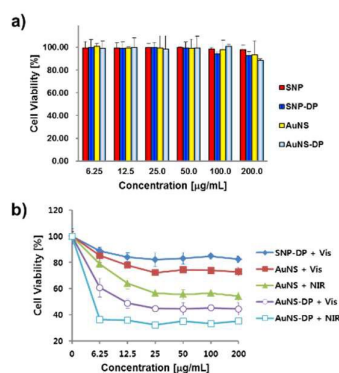 a)
Cell Viability [%]
100.00
80.00
60.00
40.00
20.00
0.00
6.25 12.5 25.0 50.0 100.0 200.0
Concentration [µg/mL]
SNP
SNP-DP
AuNS
AuNS-DP
b)
Cell Viability [%]
120
100
80
60
40
20
0 6.25 12.5 25 50 100 200
Concentration [µg/mL]
SNP-DP + Vis
AuNS + Vis
AuNS + NIR
AuNS-DP + Vis
AuNS-DP + NIR